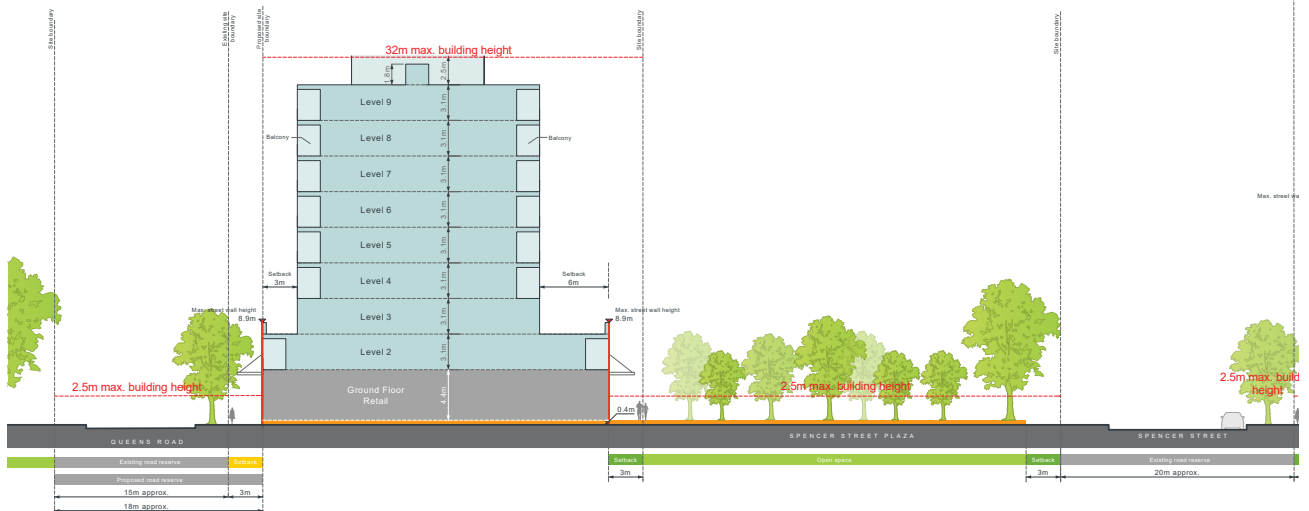 Site boundary
Existing site
boundary
Proposed site
boundary
Site boundary
Site boundary
32m max. building height
1.8m
2.5m
Level 9
3.1m
Balcony
Level 8
3.1m
Balcony
Level 7
3.1m
Level 6
3.1m
Level 5
3.1m
Setback
3m
Level 4
3.1m
Setback
6m
Max. street wall height
8.9m
Level 3
3.1m
Max. street wall height
8.9m
Level 2
3.1m
Max. street
2.5m max. building height
Ground Floor
Retail
4.4m
0.4m
2.5m max. building height
2.5m max.
height
QUEENS ROAD
SPENCER STREET PLAZA
SPENCER STREET
Existing road reserve
Setback
Setback
Open space
Setback
Existing road reserve
Proposed road reserve
3m
3m
20m approx.
15m approx.
3m
18m approx.